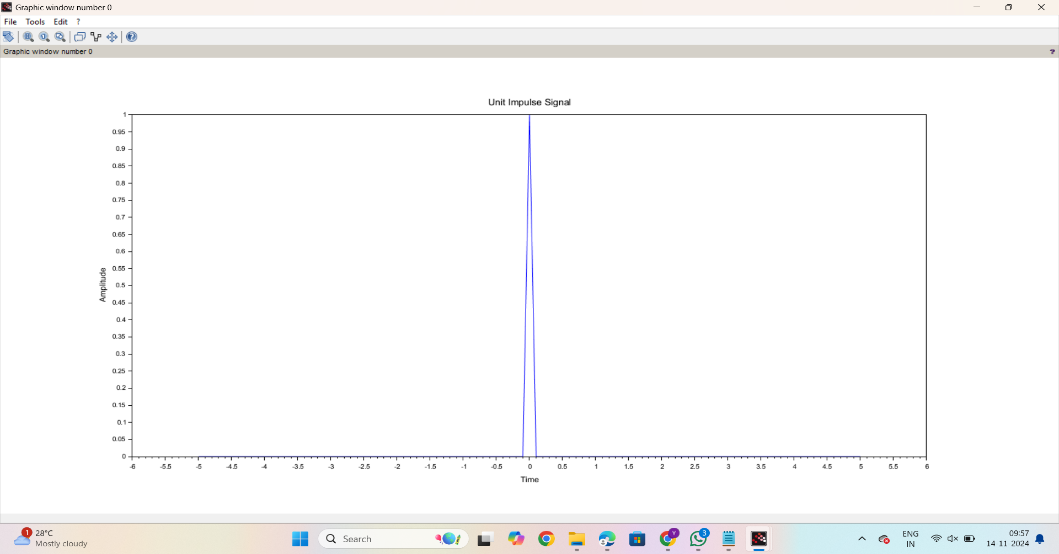 Graphic window number 0
File Tools Edit ?
Graphic window number 0
?
Unit Impulse Signal
1
0.95
0.9
0.85
0.8
0.75
0.7
0.65
0.6
0.55
0.5
0.45
0.4
0.35
0.3
0.25
0.2
0.15
0.1
0.05
0
Amplitude
-6 -5.5 -5 -4.5 -4 -3.5 -3 -2.5 -2 -1.5 -1 -0.5 0 0.5 1 1.5 2 2.5 3 3.5 4 4.5 5 5.5 6
Time
1
28°C
Mostly cloudy
Search
Y
3
ENG
IN
09:57
14-11-2024